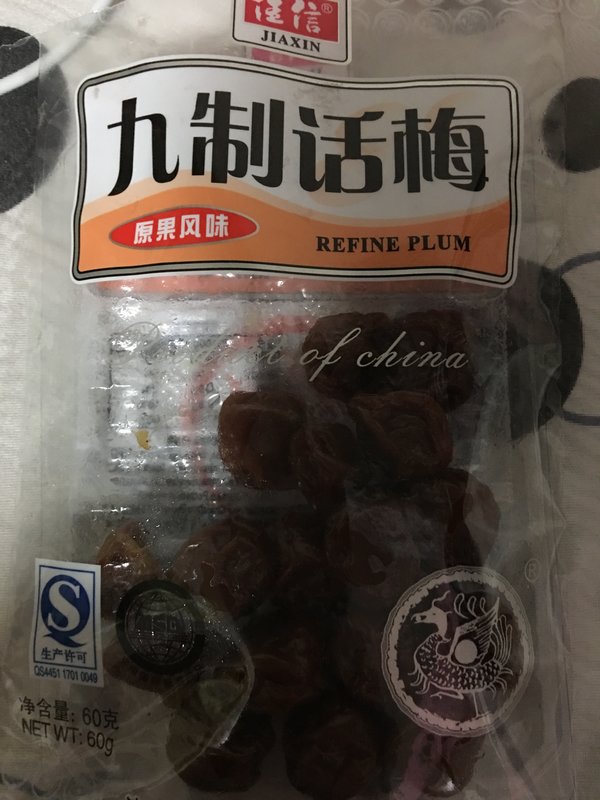 佳信®
JIAXIN
九制话梅
原果风味
REFINE PLUM
Product of china
生产许可
QS4451 1701 0049
®
净含量: 60克
NET WT: 60g